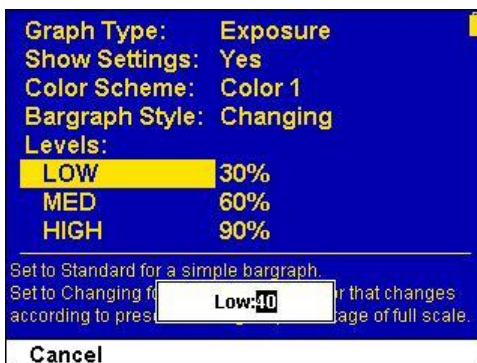 Graph Type: Exposure
Show Settings: Yes
Color Scheme: Color 1
Bargraph Style: Changing
Levels:
LOW 30%
MED 60%
HIGH 90%
Set to Standard for a simple bargraph.
Set to Changing r that changes
according to tage of full scale.
Low:40
Cancel